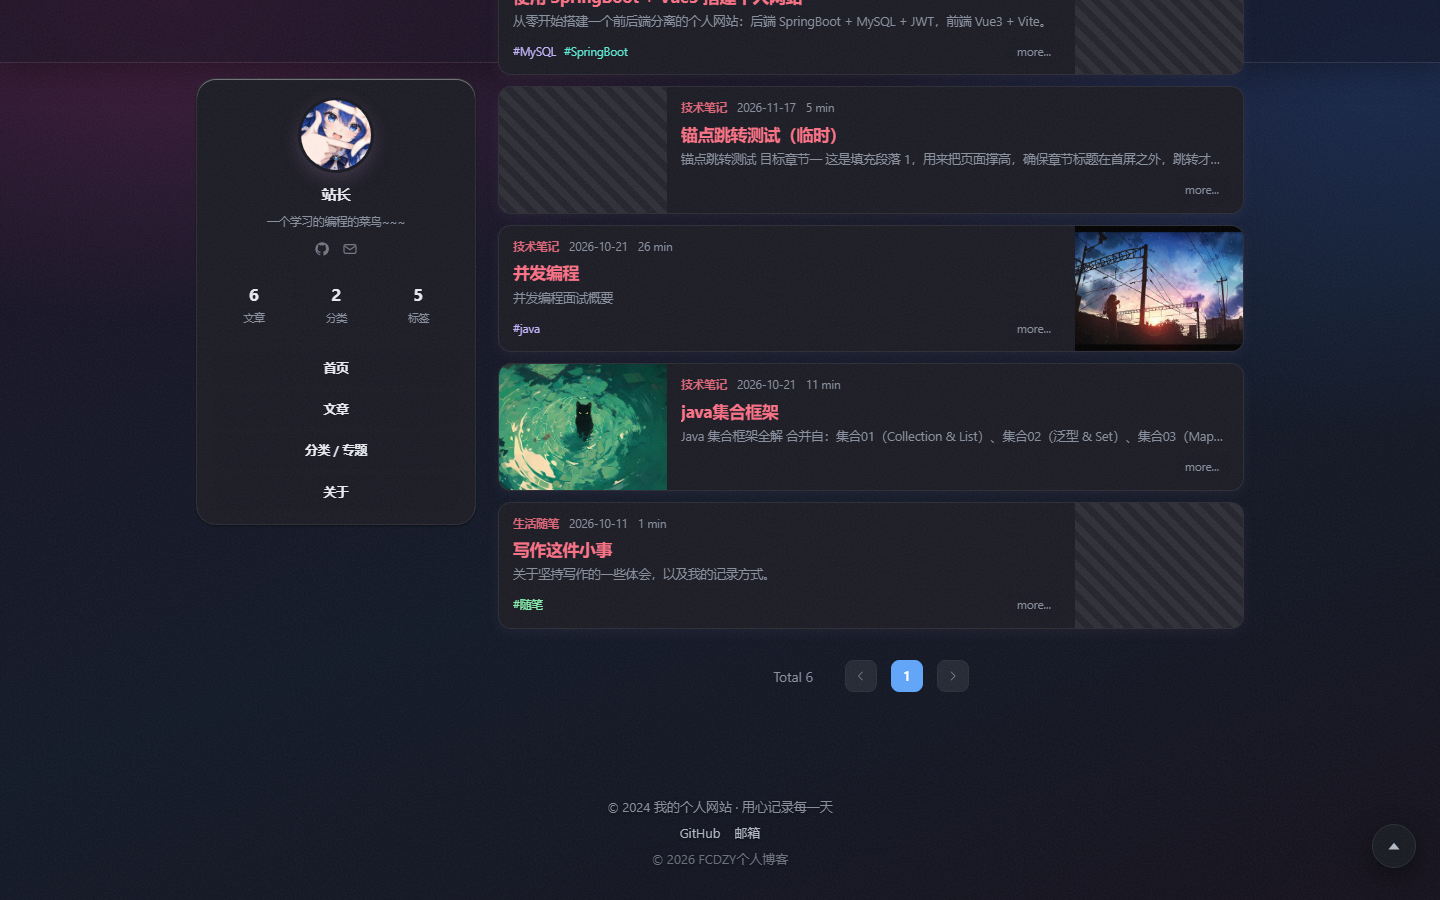 使用 SpringBoot + Vue3 搭建个人网站
从零开始搭建一个前后端分离的个人网站：后端 SpringBoot + MySQL + JWT，前端 Vue3 + Vite。
#MySQL #SpringBoot more...
站长
一个学习的编程的菜鸟~~~
6 2 5
文章 分类 标签
首页
文章
分类 / 专题
关于
技术笔记 2026-11-17 5 min
锚点跳转测试（临时）
锚点跳转测试 目标章节一 这是填充段落 1，用来把页面撑高，确保章节标题在首屏之外，跳转才...
more...
技术笔记 2026-10-21 26 min
并发编程
并发编程面试概要
#java more...
技术笔记 2026-10-21 11 min
java集合框架
Java 集合框架全解 合并自：集合01（Collection & List）、集合02（泛型 & Set）、集合03（Map...
more...
生活随笔 2026-10-11 1 min
写作这件小事
关于坚持写作的一些体会，以及我的记录方式。
#随笔 more...
Total 6 1
© 2024 我的个人网站 · 用心记录每一天
GitHub 邮箱
© 2026 FCDZY个人博客